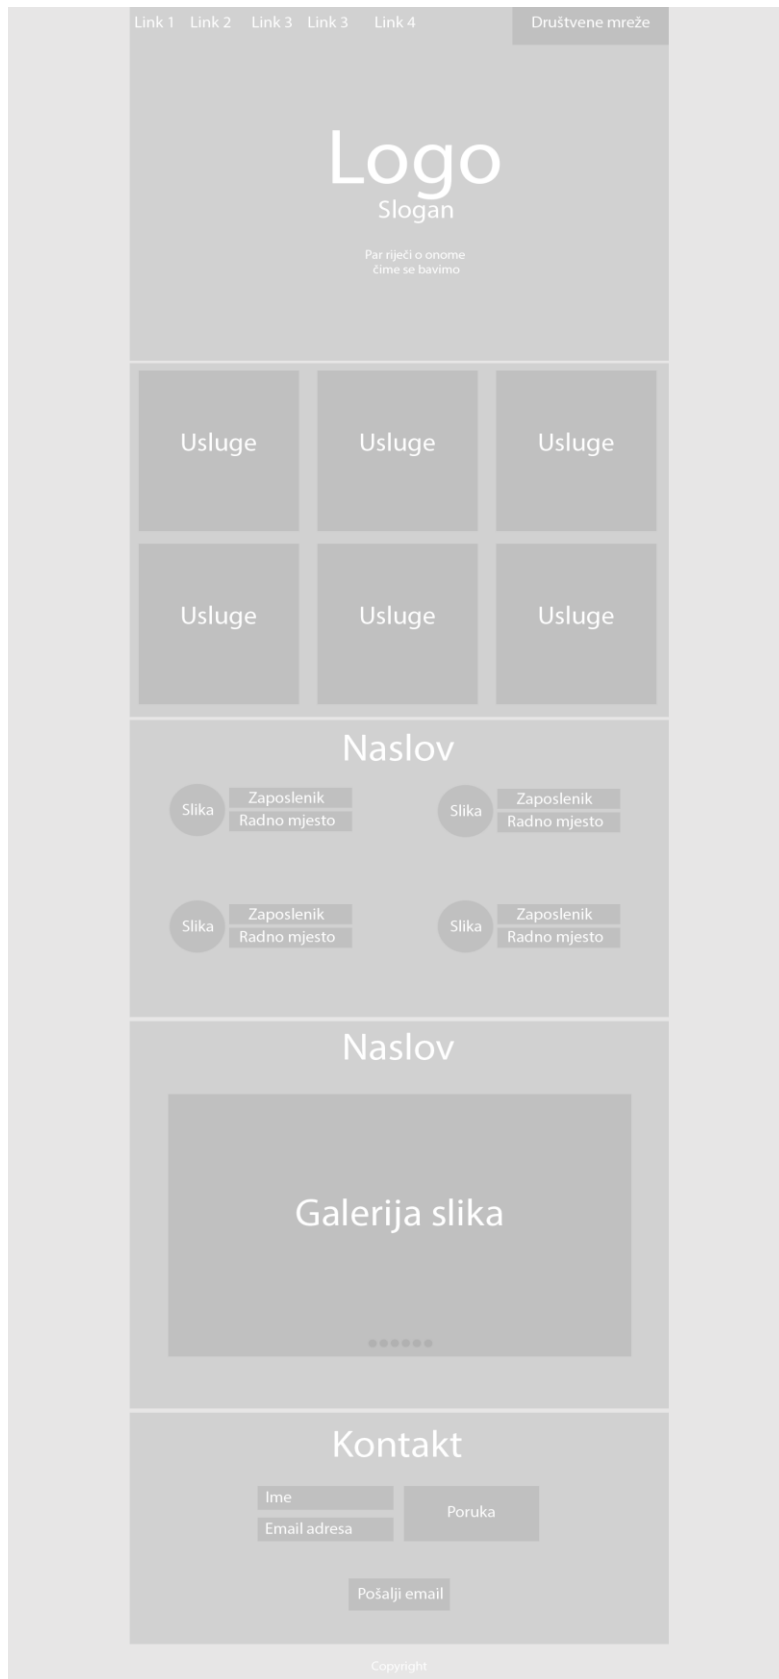 Link 1 Link 2 Link 3 Link 3 Link 4 Društvene mreže
Logo
Slogan
Par riječi o onome
čime se bavimo
Usluge Usluge Usluge
Usluge Usluge Usluge
Naslov
Slika
Zaposlenik
Radno mjesto
Slika
Zaposlenik
Radno mjesto
Slika
Zaposlenik
Radno mjesto
Slika
Zaposlenik
Radno mjesto
Naslov
Galerija slika
Kontakt
Ime
Email adresa
Poruka
Pošalji email
Copyright